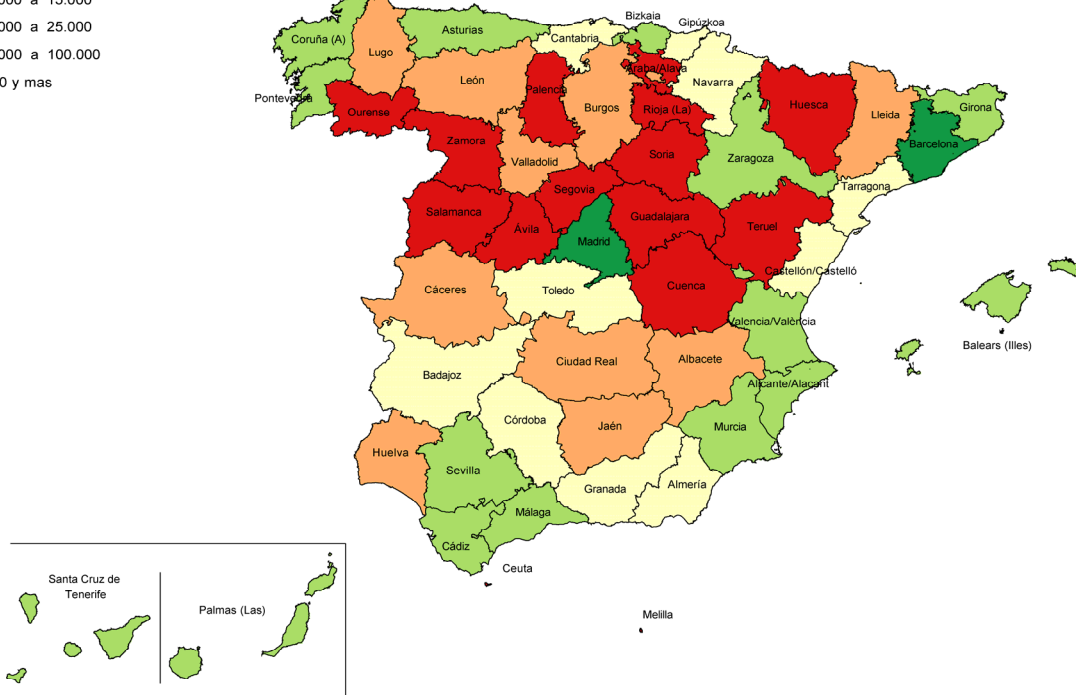 000 a 15.000
000 a 25.000
000 a 100.000
0 y mas
Bizkaia
Gipúzkoa
Coruña (A)
Asturias
Cantabria
Lugo
Araba/Alava
León
Navarra
Palencia
Pontevedra
Burgos
Huesca
Girona
Ourense
Rioja (La)
Lleida
Zamora
Barcelona
Soria
Valladolid
Zaragoza
Segovia
Tarragona
Salamanca
Guadalajara
Ávila
Teruel
Madrid
Castellón/Castelló
Cuenca
Cáceres
Toledo
Valencia/València
Balears (Illes)
Ciudad Real
Albacete
Badajoz
Alicante/Alacant
Córdoba
Jaén
Murcia
Huelva
Sevilla
Almería
Granada
Málaga
Cádiz
Ceuta
Santa Cruz de
Tenerife
Palmas (Las)
Melilla